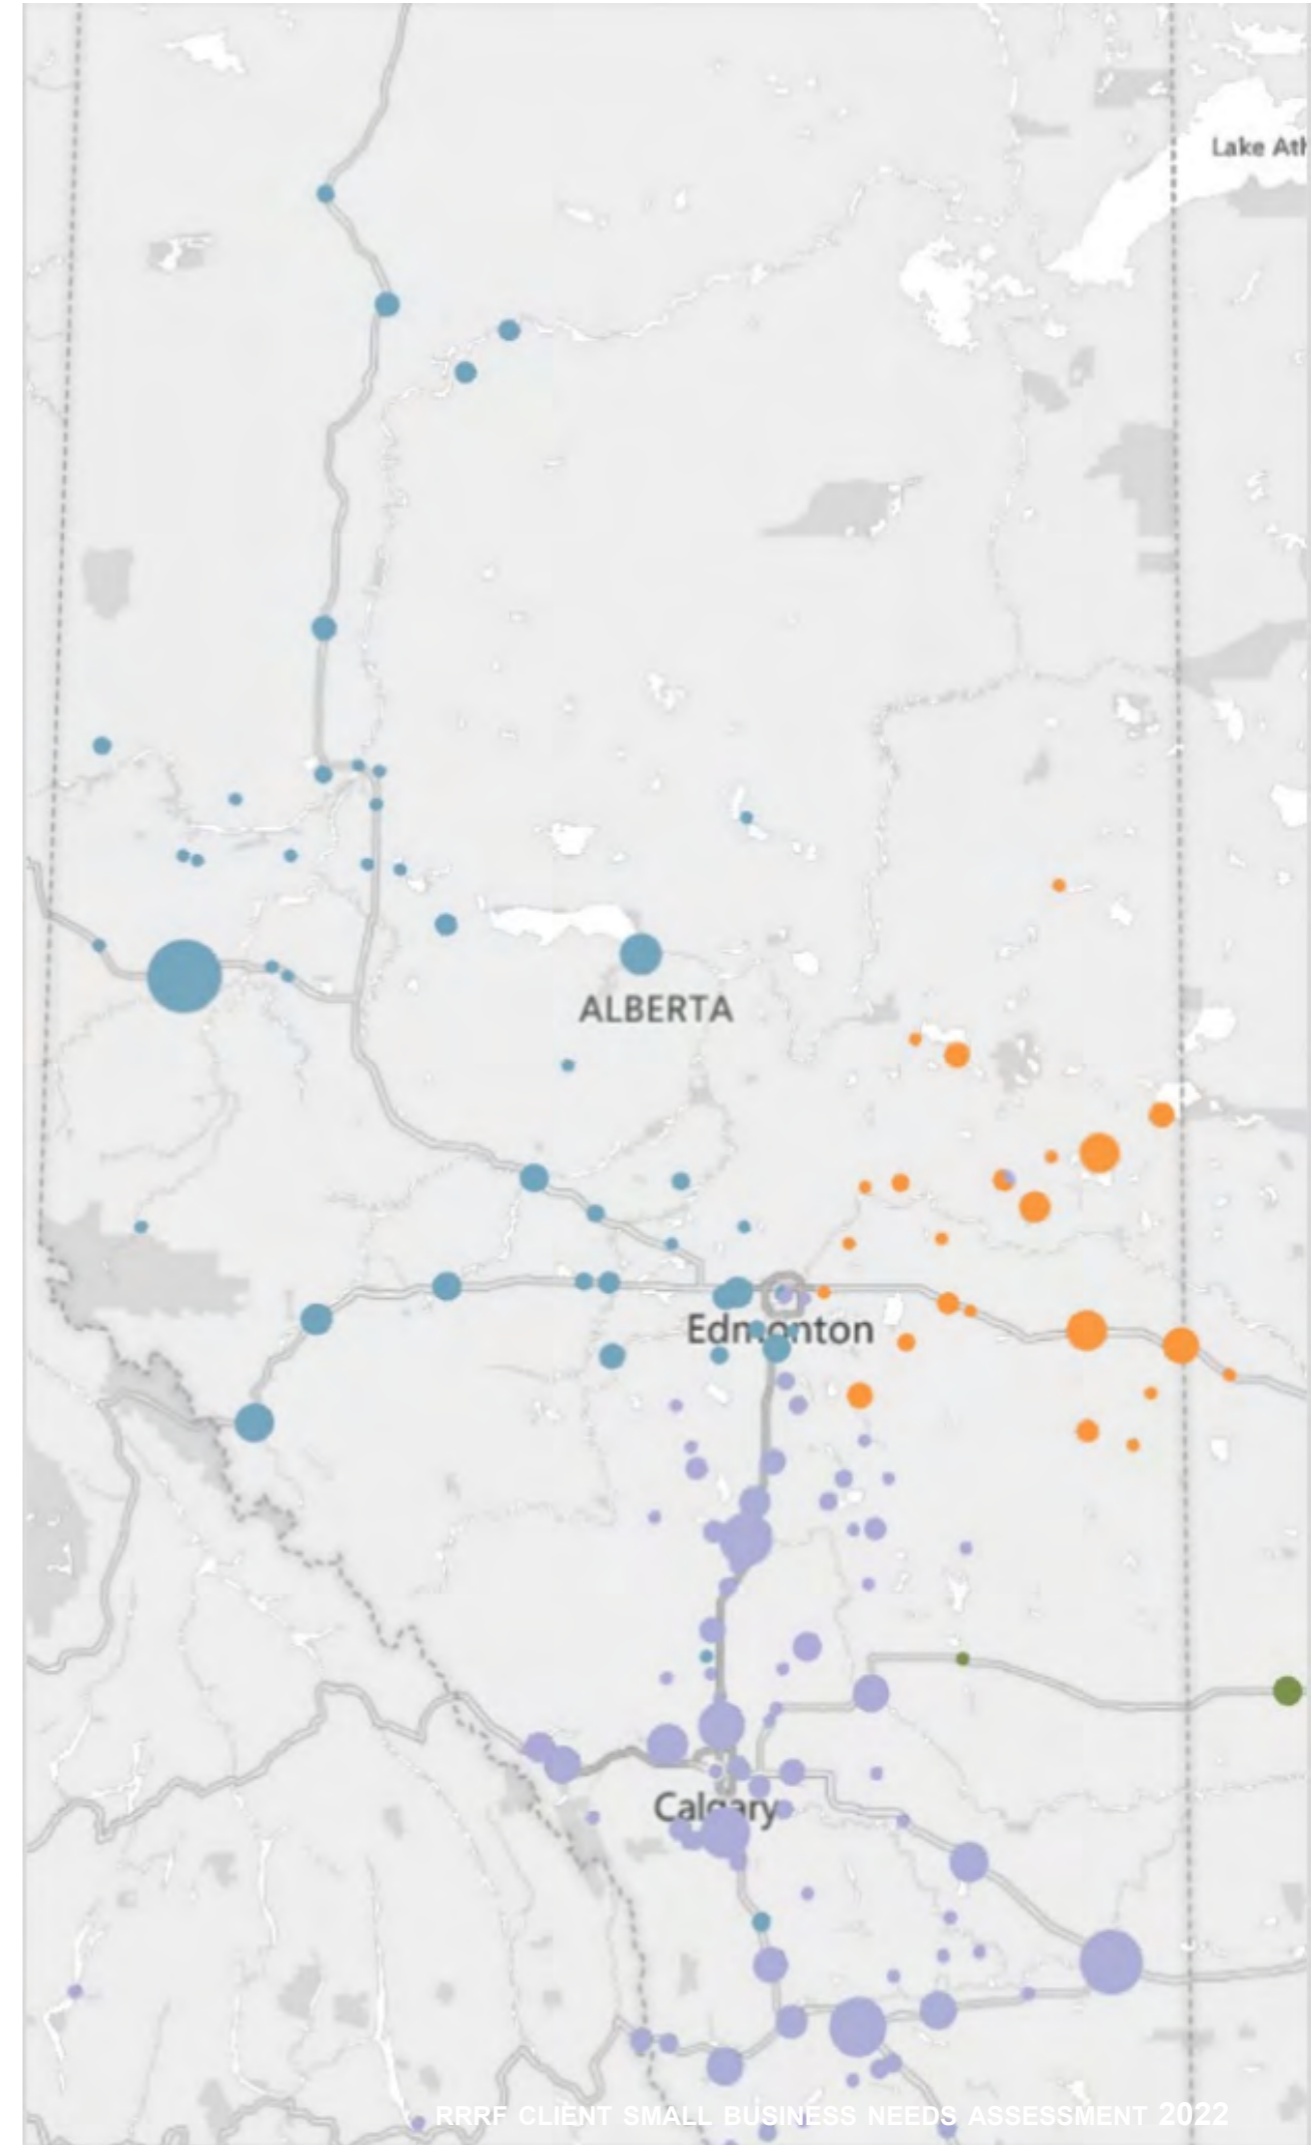 Lake Ath
ALBERTA
Edmonton
Calgary
RRRF CLIENT SMALL BUSINESS NEEDS ASSESSMENT 2022